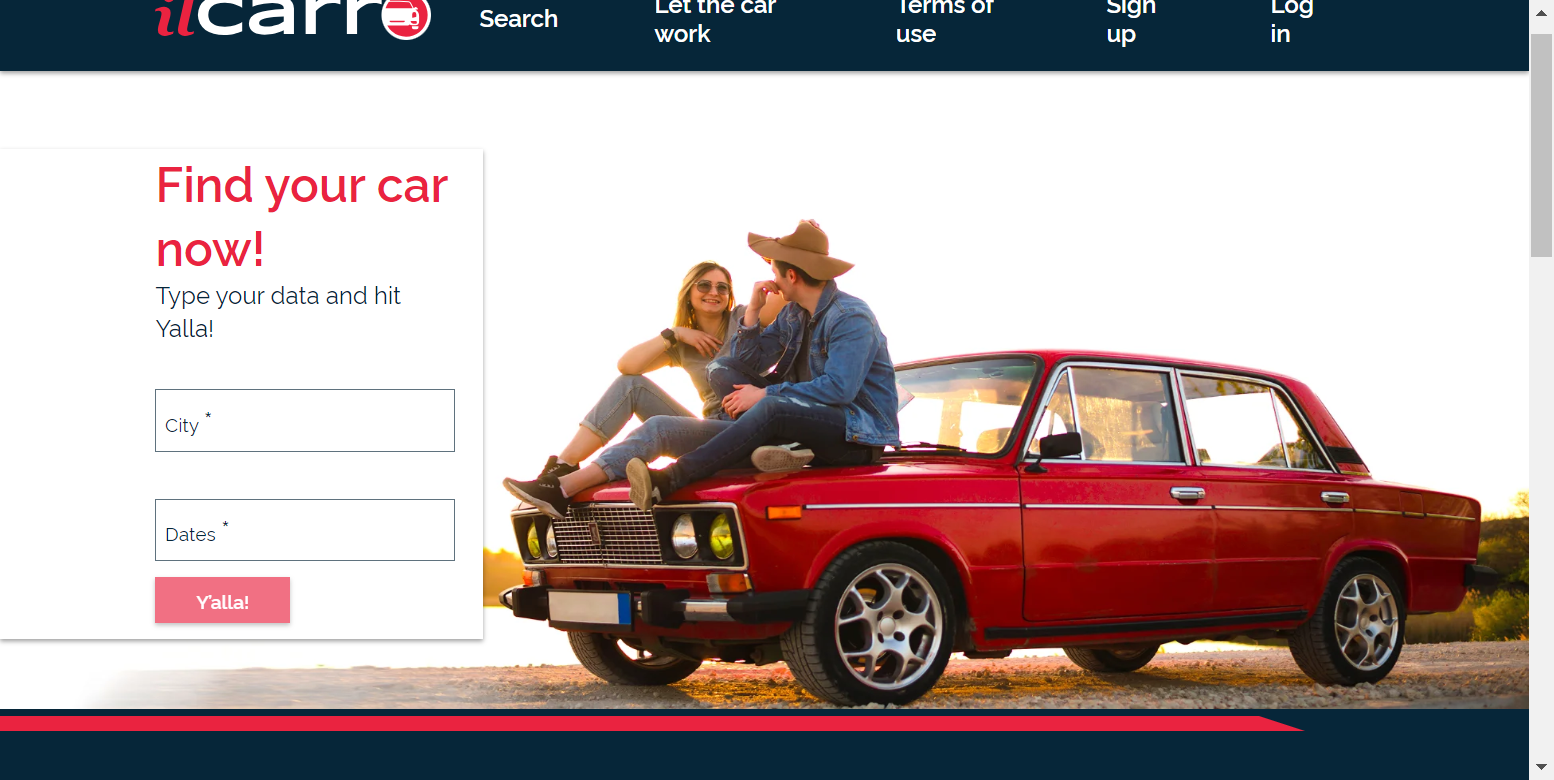 ilcarr
Search
Let the car
work
Terms of
use
Sign
up
Log
in
Find your car
now!
Type your data and hit
Yalla!
City *
Dates *
Y'alla!